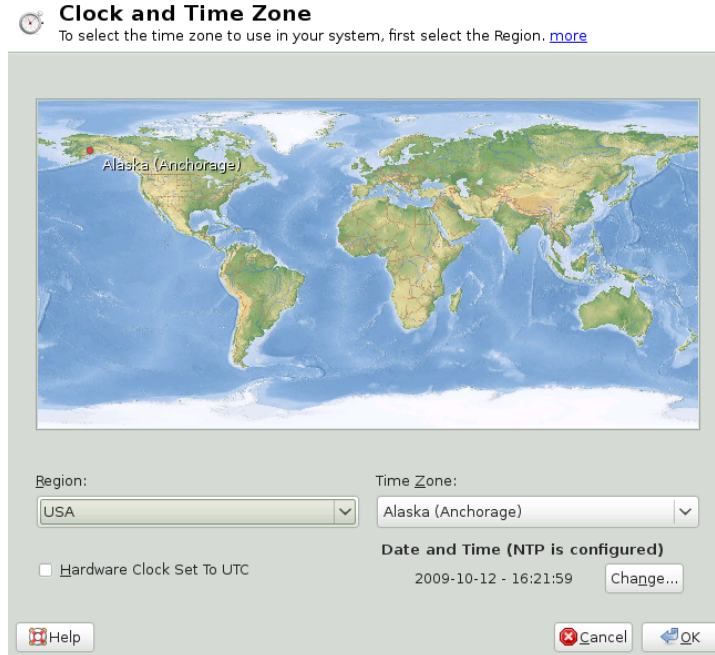 Clock and Time Zone
To select the time zone to use in your system, first select the Region. more
Alaska (Anchorage)
Region:
USA
Time Zone:
Alaska (Anchorage)
Hardware Clock Set To UTC
Date and Time (NTP is configured)
2009-10-12 - 16:21:59
Change...
Help
Cancel
OK